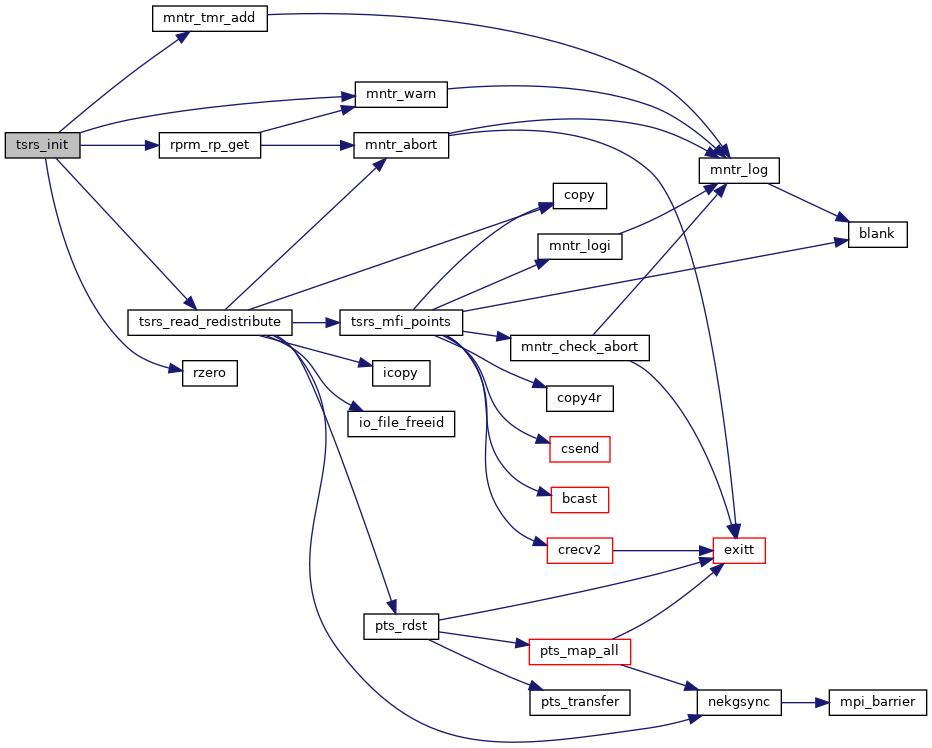 mntr_tmr_add
mntr_warn
tsrs_init
rprm_rp_get
mntr_abort
mntr_log
copy
blank
mntr_logi
tsrs_read_redistribute
tsrs_mfi_points
mntr_check_abort
rzero
icopy
copy4r
io_file_freeid
csend
bcast
crecv2
exitt
pts_rdst
pts_map_all
pts_transfer
nekgsync
mpi_barrier